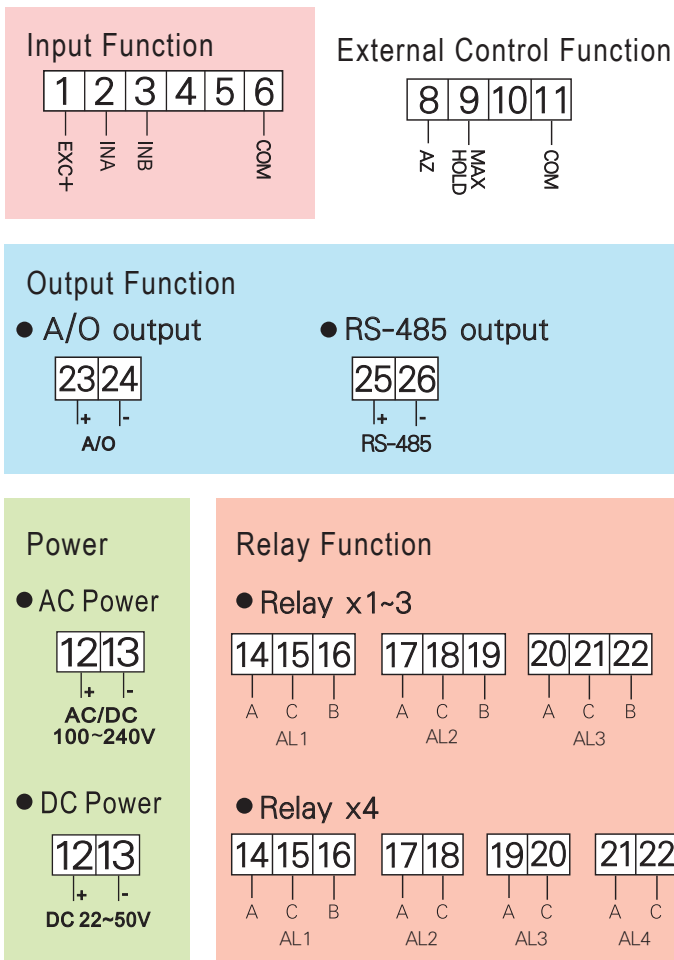 Input Function
1 2 3 4 5 6
EXC+ INA INB COM
External Control Function
8 9 10 11
AZ MAX HOLD COM
Output Function
● A/O output
23 24
+ -
A/O
● RS-485 output
25 26
+ -
RS-485
Power
● AC Power
12 13
+ -
AC/DC
100~240V
● DC Power
12 13
+ -
DC 22~50V
Relay Function
● Relay x1~3
14 15 16 17 18 19 20 21 22
A C B A C B A C B
AL1 AL2 AL3
● Relay x4
14 15 16 17 18 19 20 21 22
A C B A C A C A C
AL1 AL2 AL3 AL4